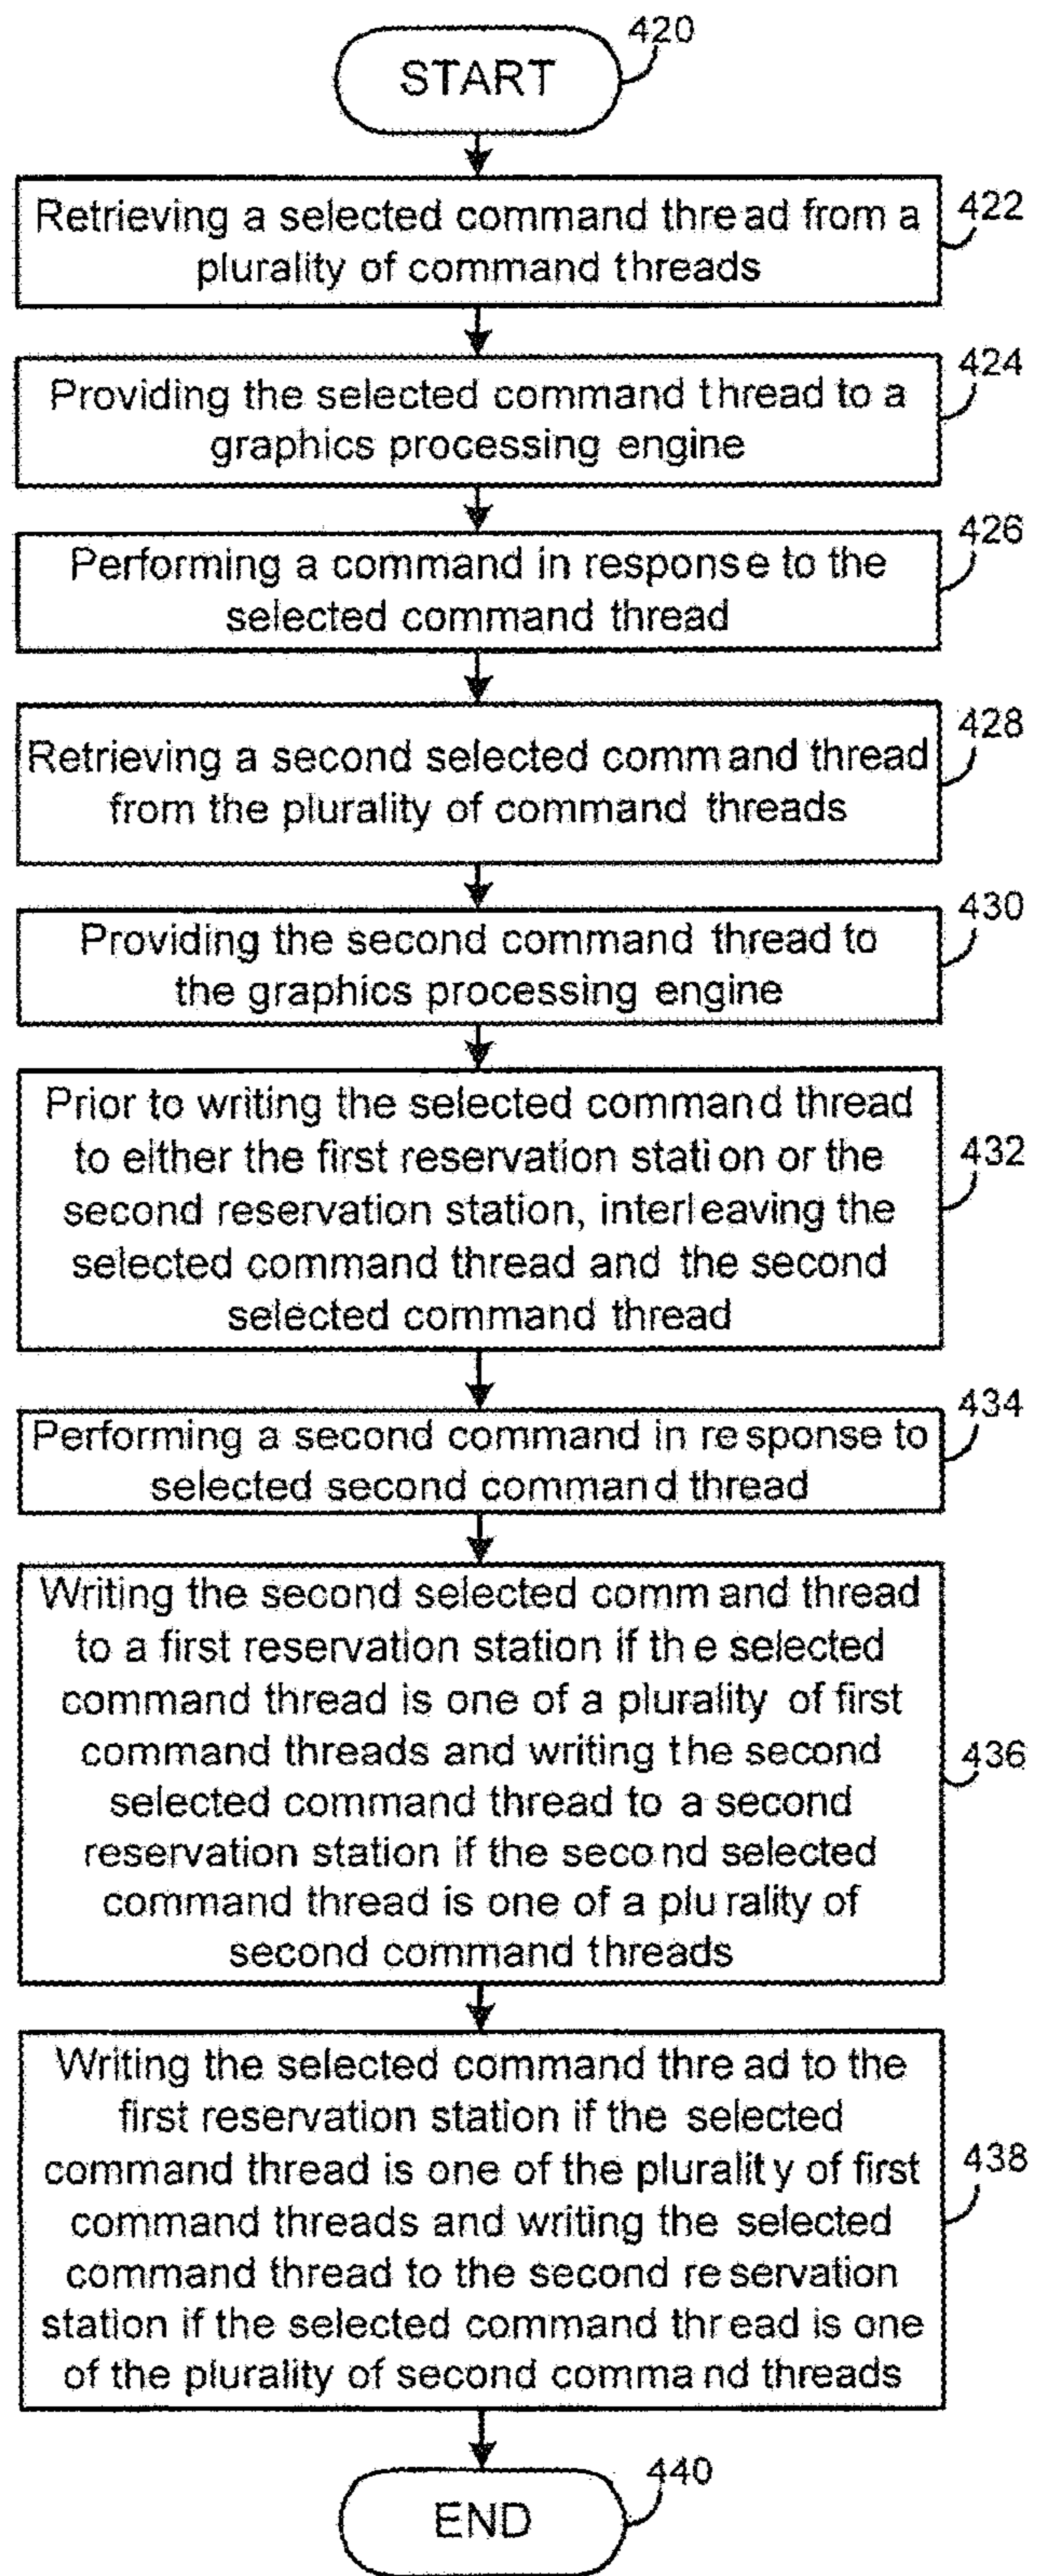 420
START
Retrieving a selected command thread from a
plurality of command threads
422
Providing the selected command thread to a
graphics processing engine
424
Performing a command in response to the
selected command thread
426
Retrieving a second selected command thread
from the plurality of command threads
428
Providing the second command thread to
the graphics processing engine
430
Prior to writing the selected command thread
to either the first reservation station or the
second reservation station, interleaving the
selected command thread and the second
selected command thread
432
Performing a second command in response to
selected second command thread
434
Writing the second selected command thread
to a first reservation station if the selected
command thread is one of a plurality of first
command threads and writing the second
selected command thread to a second
reservation station if the second selected
command thread is one of a plurality of
second command threads
436
Writing the selected command thread to the
first reservation station if the selected
command thread is one of the plurality of first
command threads and writing the selected
command thread to the second reservation
station if the selected command thread is one
of the plurality of second command threads
438
440
END